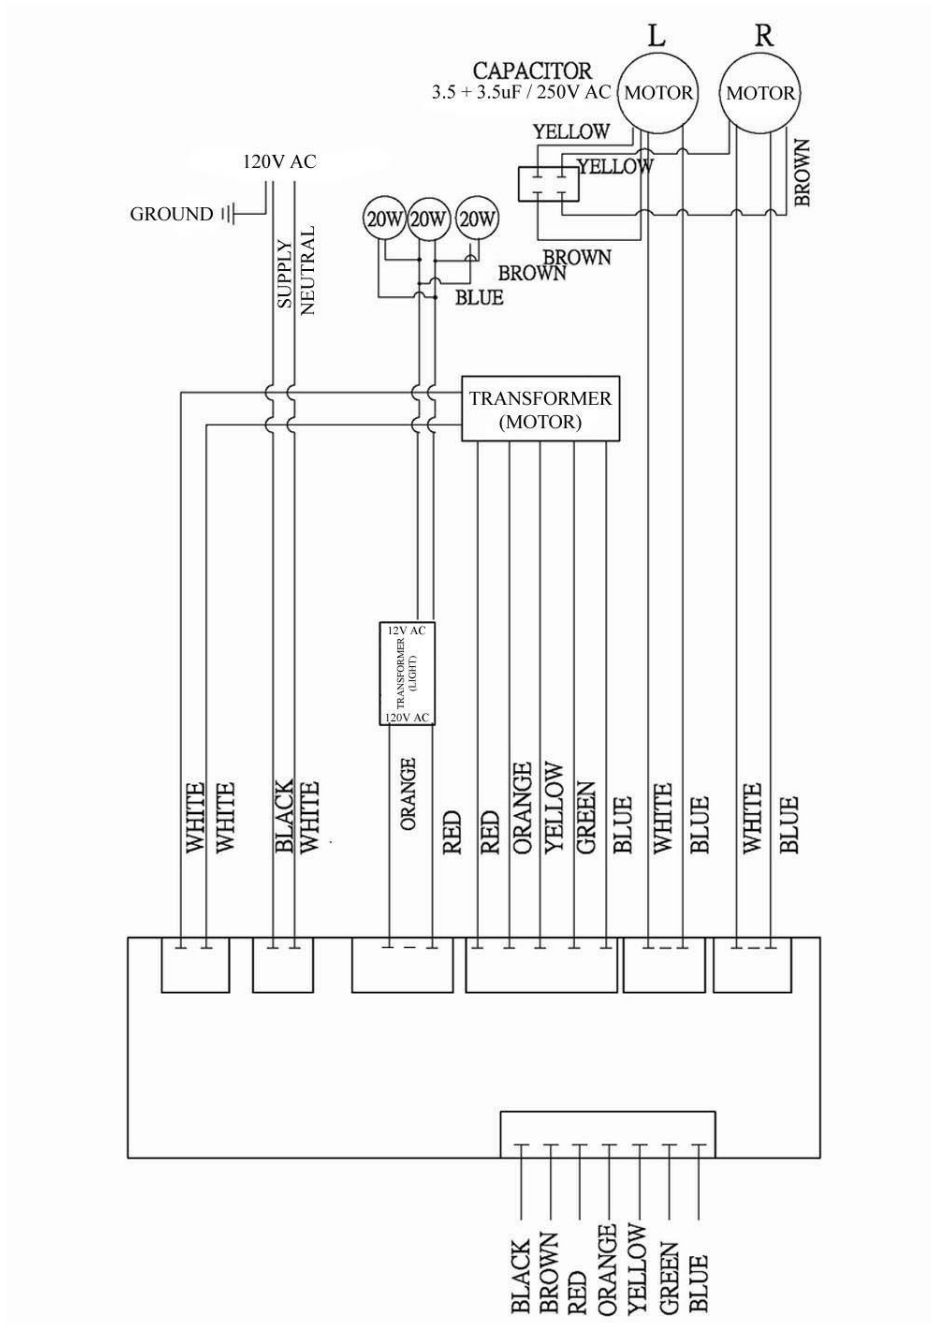 L R
CAPACITOR
3.5 + 3.5uF / 250V AC
MOTOR
MOTOR
YELLOW
YELLOW
BROWN
120V AC
GROUND
SUPPLY
NEUTRAL
20W 20W 20W
BROWN
BROWN
BLUE
TRANSFORMER
(MOTOR)
12V AC
TRANSFORMER
(LIGHT)
120V AC
WHITE
WHITE
BLACK
WHITE
ORANGE
RED
RED
ORANGE
YELLOW
GREEN
BLUE
WHITE
BLUE
WHITE
BLUE
BLACK
BROWN
RED
ORANGE
YELLOW
GREEN
BLUE